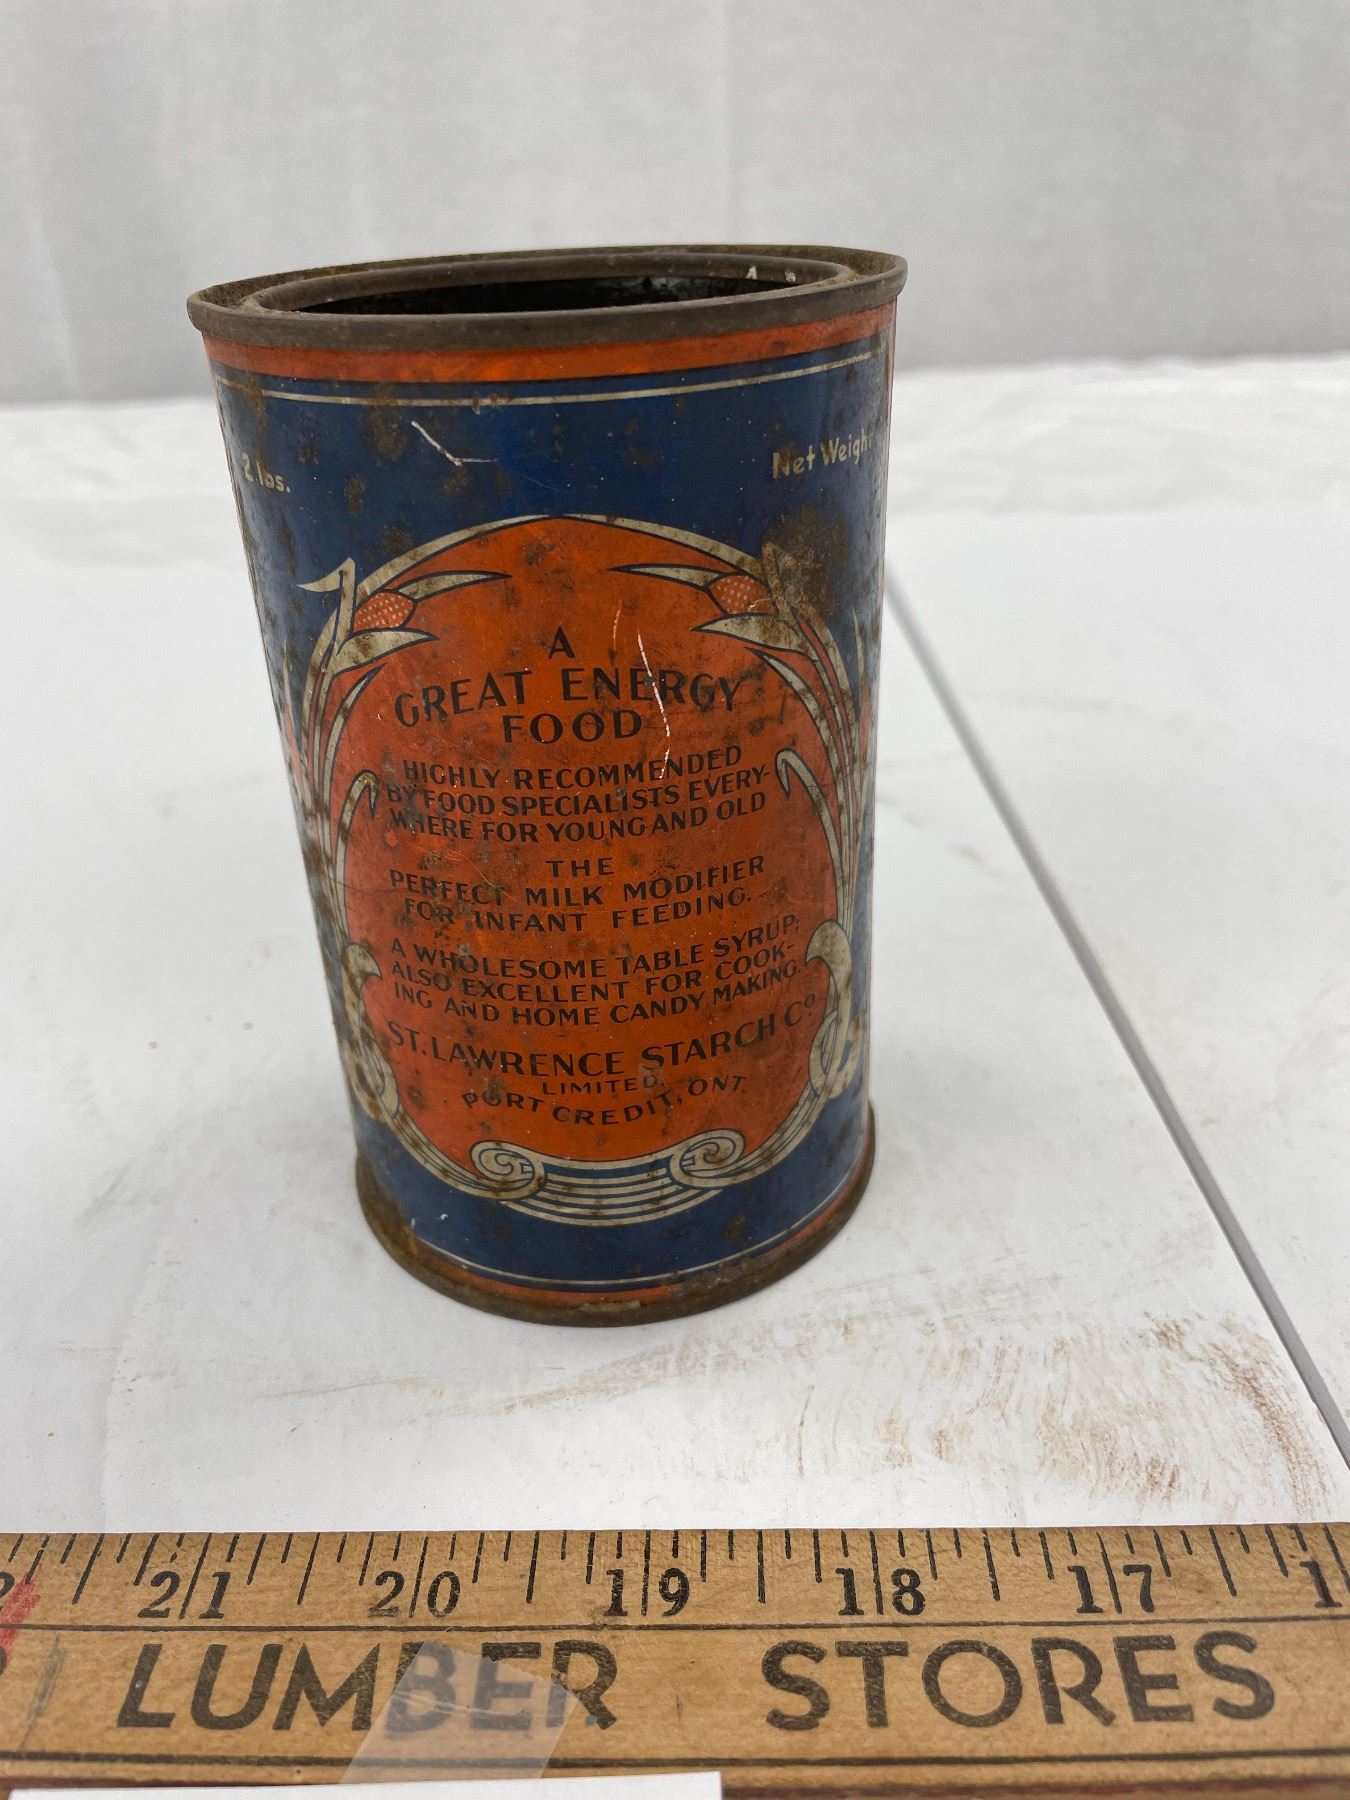 2 lbs.
Net Weight
A
GREAT ENERGY
FOOD
HIGHLY RECOMMENDED
BY FOOD SPECIALISTS EVERY-
WHERE FOR YOUNG AND OLD
THE
PERFECT MILK MODIFIER
FOR INFANT FEEDING.
A WHOLESOME TABLE SYRUP,
ALSO EXCELLENT FOR COOK-
ING AND HOME CANDY MAKING.
ST. LAWRENCE STARCH Co
LIMITED.
PORT CREDIT, ONT.
21 20 19 18 17
LUMBER STORES